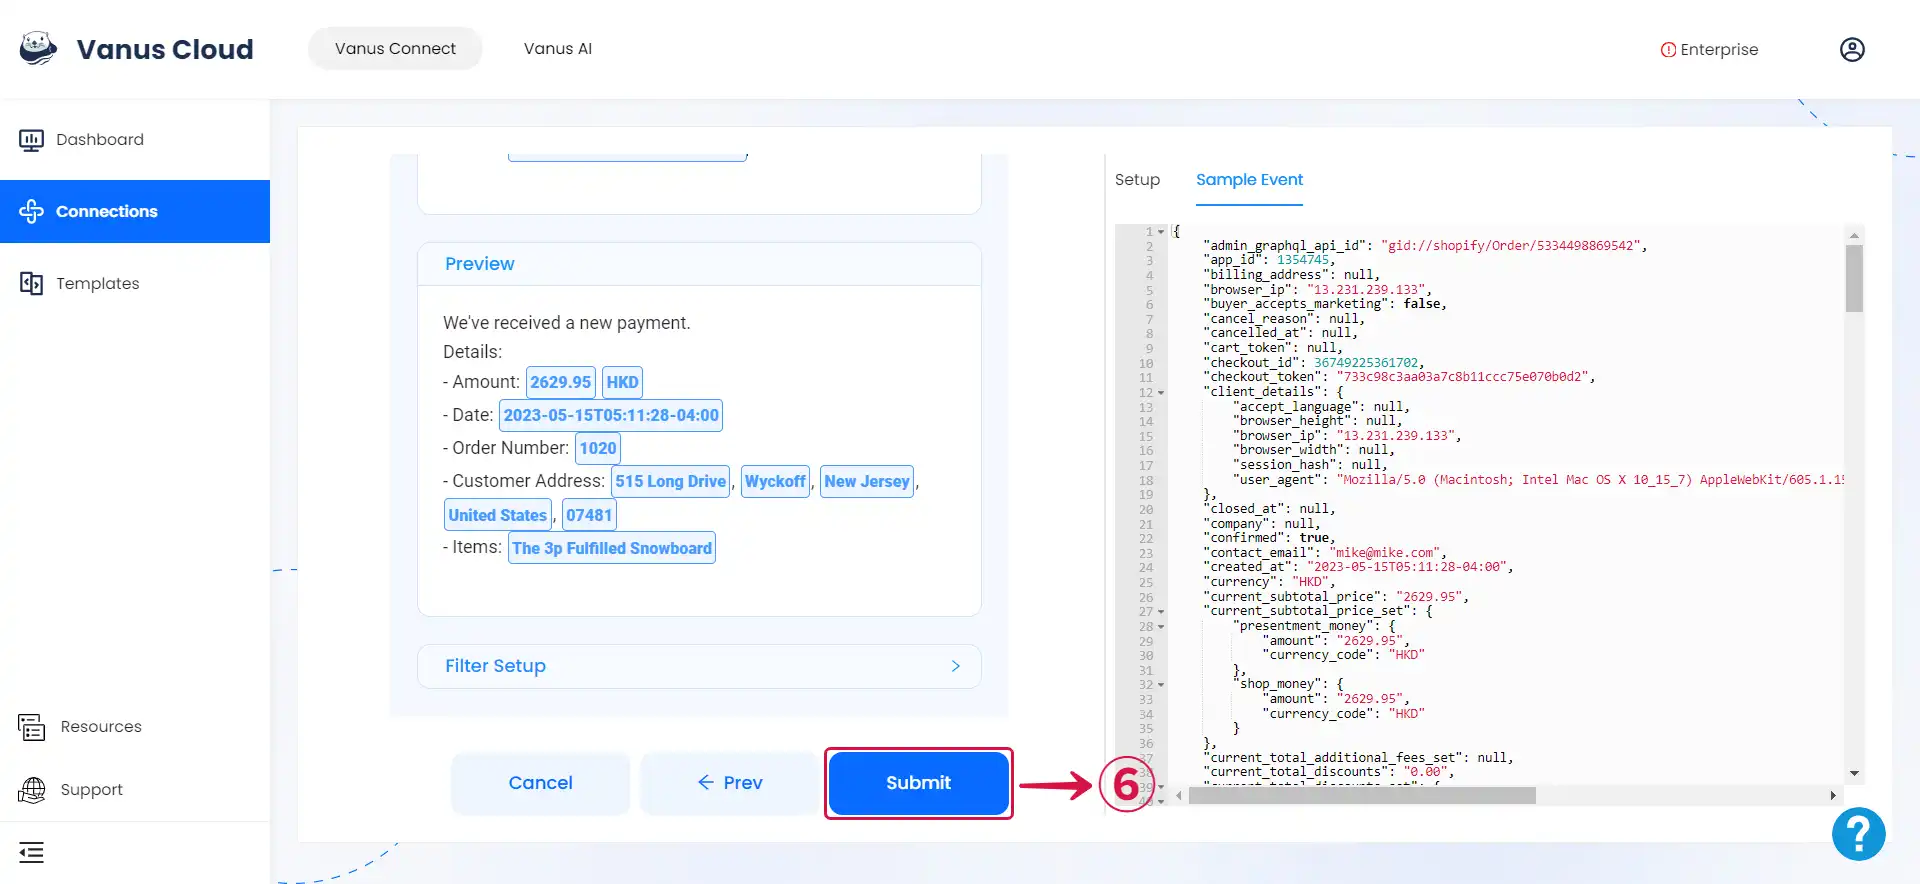 Vanus Cloud
Vanus Connect
Vanus AI
Enterprise
Dashboard
Connections
Templates
Resources
Support
Preview
We've received a new payment.
Details:
- Amount: 2629.95 HKD
- Date: 2023-05-15T05:11:28-04:00
- Order Number: 1020
- Customer Address: 515 Long Drive, Wyckoff, New Jersey,
United States, 07481
- Items: The 3p Fulfilled Snowboard
Filter Setup
Cancel
Prev
Submit
6
Setup
Sample Event
1 {
2 "admin_graphql_api_id": "gid://shopify/Order/5334498869542",
3 "app_id": 1354745,
4 "billing_address": null,
5 "browser_ip": "13.231.239.133",
6 "buyer_accepts_marketing": false,
7 "cancel_reason": null,
8 "cancelled_at": null,
9 "cart_token": null,
10 "checkout_id": 36749225361702,
11 "checkout_token": "733c98c3aa03a7c8b11ccc75e070b0d2",
12 "client_details": {
13 "accept_language": null,
14 "browser_height": null,
15 "browser_ip": "13.231.239.133",
16 "browser_width": null,
17 "session_hash": null,
18 "user_agent": "Mozilla/5.0 (Macintosh; Intel Mac OS X 10_15_7) AppleWebKit/605.1.15
19 },
20 "closed_at": null,
21 "company": null,
22 "confirmed": true,
23 "contact_email": "mike@mike.com",
24 "created_at": "2023-05-15T05:11:28-04:00",
25 "currency": "HKD",
26 "current_subtotal_price": "2629.95",
27 "current_subtotal_price_set": {
28 "presentment_money": {
29 "amount": "2629.95",
30 "currency_code": "HKD"
31 },
32 "shop_money": {
33 "amount": "2629.95",
34 "currency_code": "HKD"
35 }
36 },
37 "current_total_additional_fees_set": null,
38 "current_total_discounts": "0.00",
39 "current_total_discounts_set": {
40
?